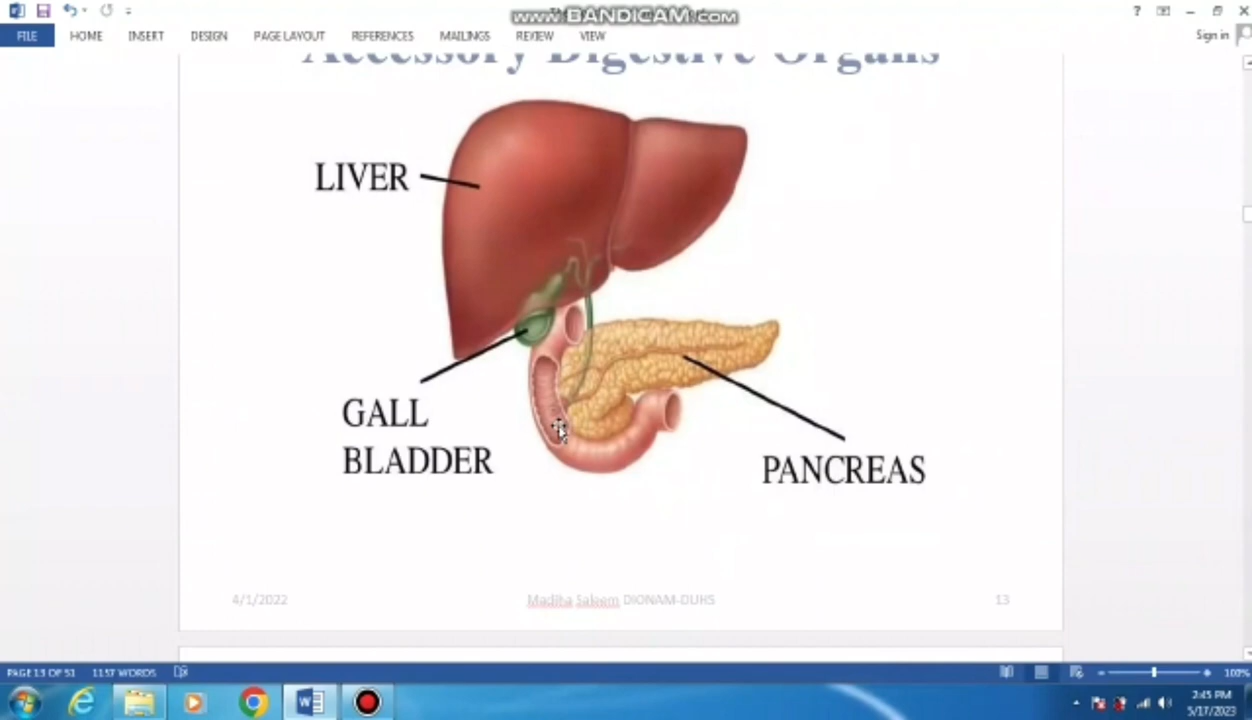 www.BANDICAM.com
?
FILE HOME INSERT DESIGN PAGE LAYOUT REFERENCES MAILINGS REVIEW VIEW
Sign in
Accessory Digestive Organs
LIVER
GALL
BLADDER
PANCREAS
4/1/2022 Madiha Saleem DIONAM-DUHS 13
PAGE 13 OF 51 1157 WORDS
100%
2:45 PM
5/17/2023